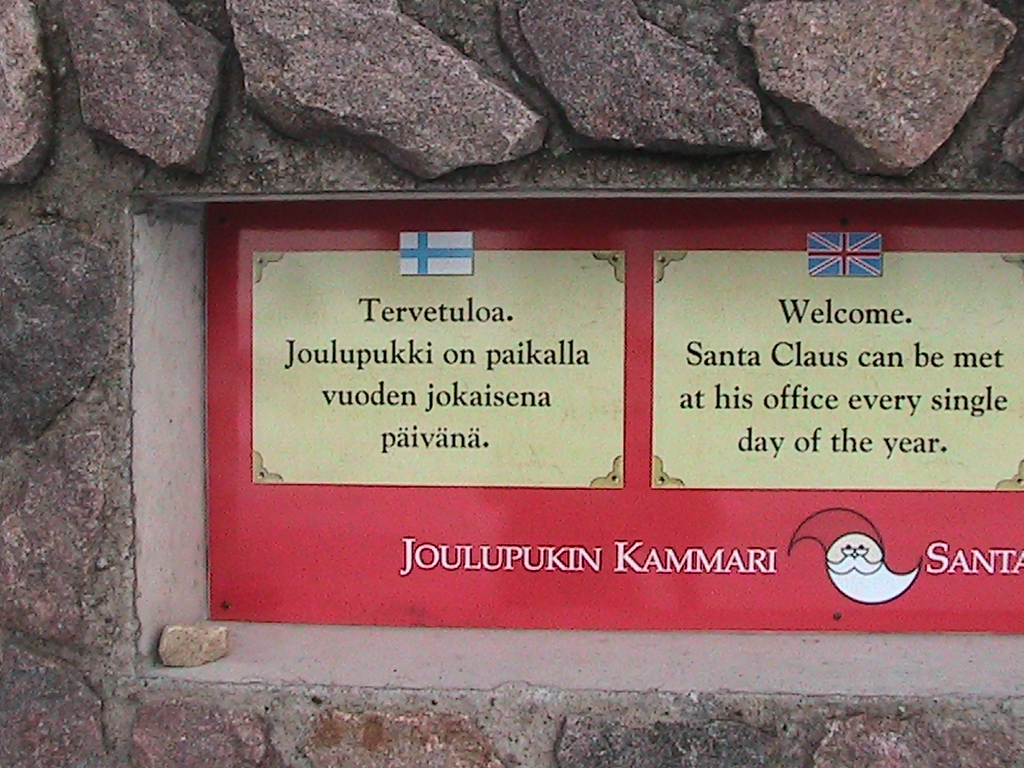 Tervetuloa.
Joulupukki on paikalla
vuoden jokaisena
päivänä.
Welcome.
Santa Claus can be met
at his office every single
day of the year.
JOULUPUKIN KAMMARI
SANTA